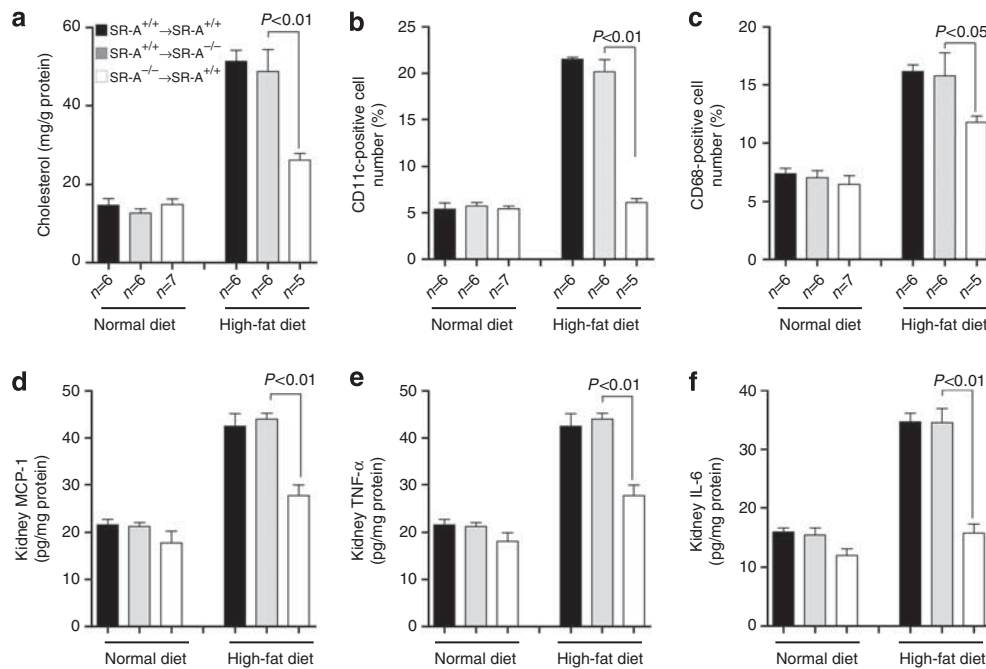 a
Cholesterol (mg/g protein)
60
40
20
0
SR-A+/+→SR-A+/+
SR-A+/+→SR-A−/−
SR-A−/−→SR-A+/+
P<0.01
n=6
n=6
n=7
n=6
n=6
n=5
Normal diet
High-fat diet
b
CD11c-positive cell
number (%)
25
20
15
10
5
0
P<0.01
n=6
n=6
n=7
n=6
n=6
n=5
Normal diet
High-fat diet
c
CD68-positive cell
number (%)
20
15
10
5
0
P<0.05
n=6
n=6
n=7
n=6
n=6
n=5
Normal diet
High-fat diet
d
Kidney MCP-1
(pg/mg protein)
50
40
30
20
10
0
P<0.01
Normal diet
High-fat diet
e
Kidney TNF-α
(pg/mg protein)
50
40
30
20
10
0
P<0.01
Normal diet
High-fat diet
f
Kidney IL-6
(pg/mg protein)
40
30
20
10
0
P<0.01
Normal diet
High-fat diet